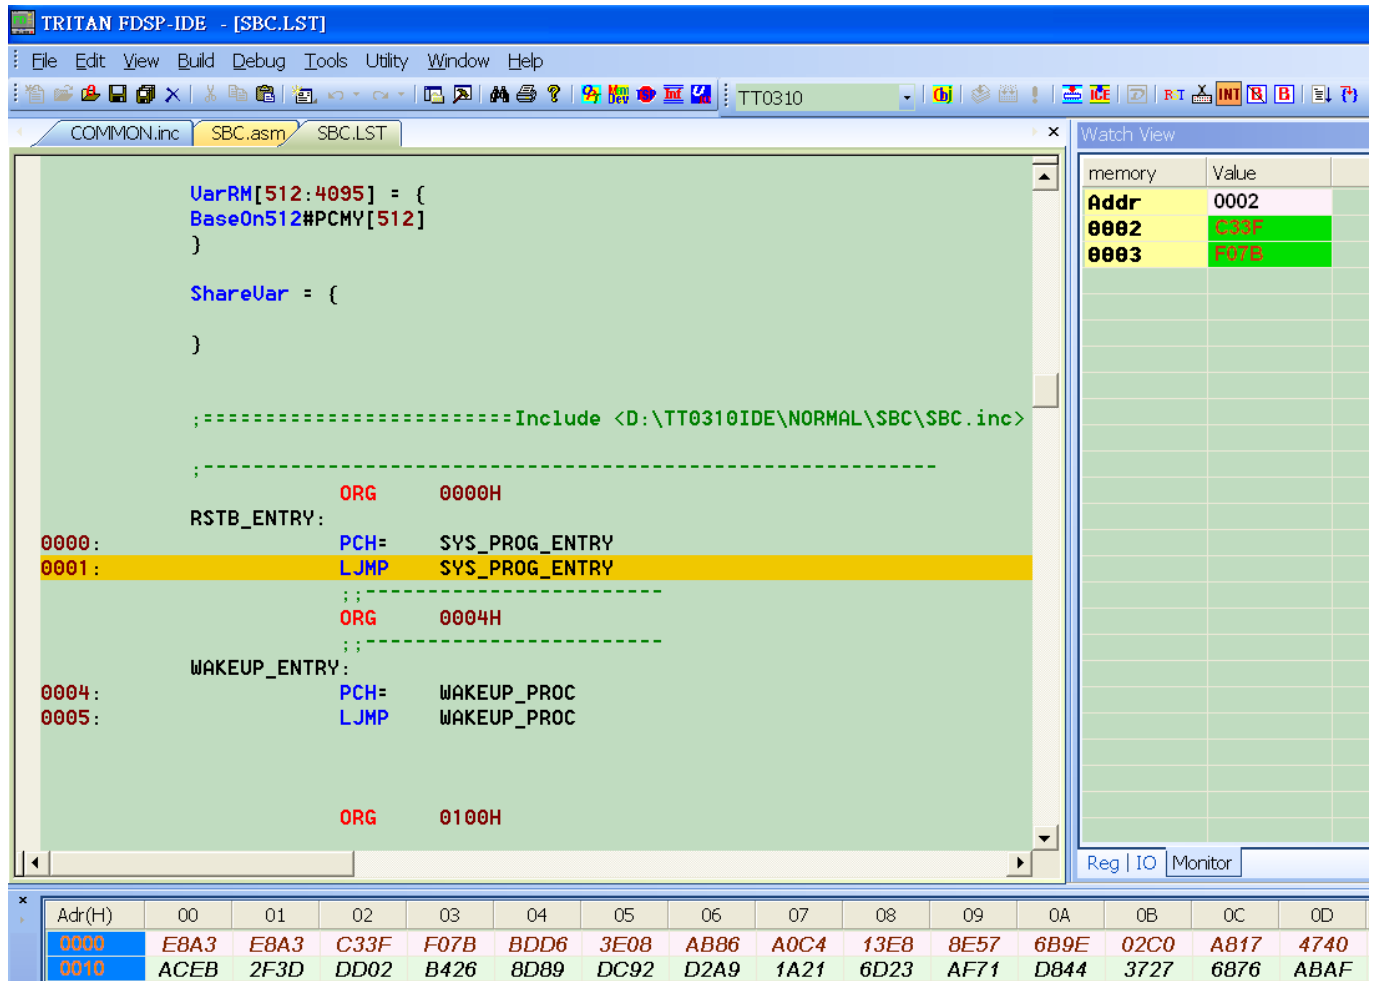 TRITAN FDSP-IDE - [SBC.LST]
File Edit View Build Debug Tools Utility Window Help
TT0310
COMMON.inc SBC.asm SBC.LST
Watch View
memory Value
Addr 0002
0002 C33F
0003 F07B
VarRM[512:4095] = {
BaseOn512#PCMY[512]
}
ShareVar = {
}
;=========================Include <D:\TT0310IDE\NORMAL\SBC\SBC.inc>
;-----------------------------------------------------------
ORG 0000H
RSTB_ENTRY:
0000: PCH= SYS_PROG_ENTRY
0001: LJMP SYS_PROG_ENTRY
;;------------------------
ORG 0004H
;;------------------------
WAKEUP_ENTRY:
0004: PCH= WAKEUP_PROC
0005: LJMP WAKEUP_PROC
ORG 0100H
Reg | IO Monitor
Adr(H) 00 01 02 03 04 05 06 07 08 09 0A 0B 0C 0D
0000 E8A3 E8A3 C33F F07B BDD6 3E08 AB86 A0C4 13E8 8E57 6B9E 02C0 A817 4740
0010 ACEB 2F3D DD02 B426 8D89 DC92 D2A9 1A21 6D23 AF71 D844 3727 6876 ABAF